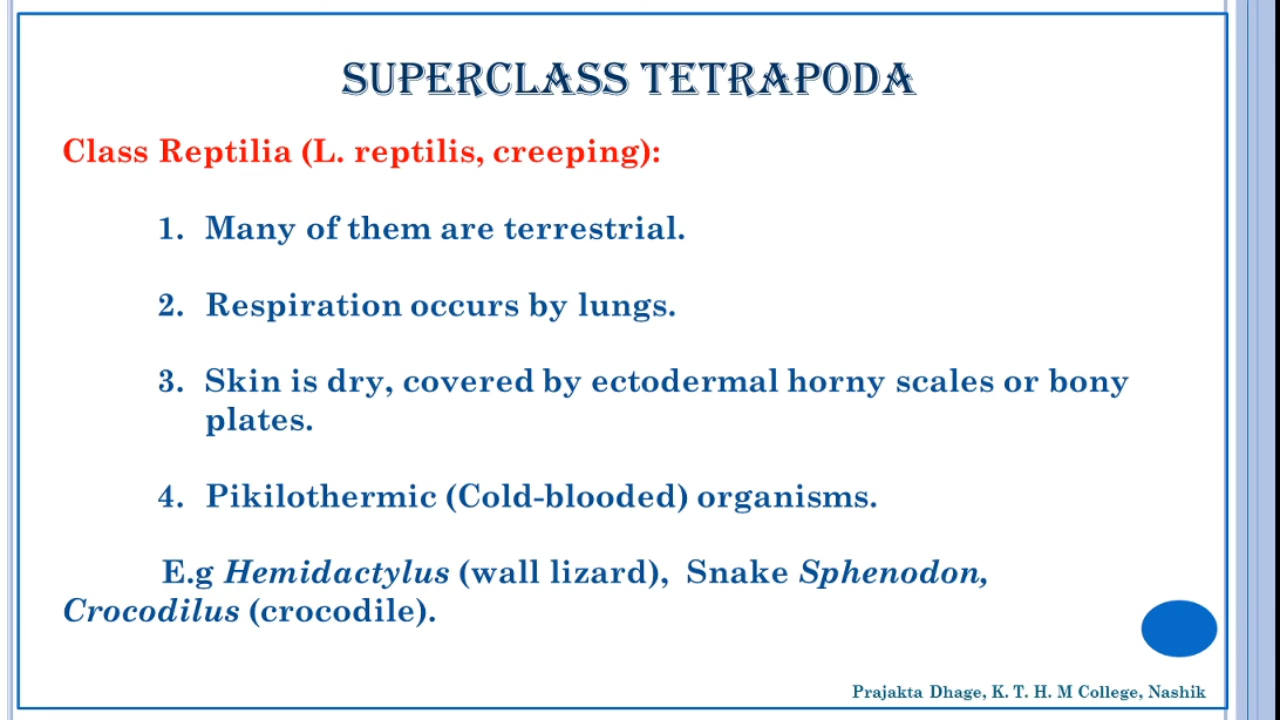 SUPERCLASS TETRAPODA
Class Reptilia (L. reptilis, creeping):
1. Many of them are terrestrial.
2. Respiration occurs by lungs.
3. Skin is dry, covered by ectodermal horny scales or bony
plates.
4. Pikilothermic (Cold-blooded) organisms.
E.g Hemidactylus (wall lizard), Snake Sphenodon,
Crocodilus (crocodile).
Prajakta Dhage, K. T. H. M College, Nashik